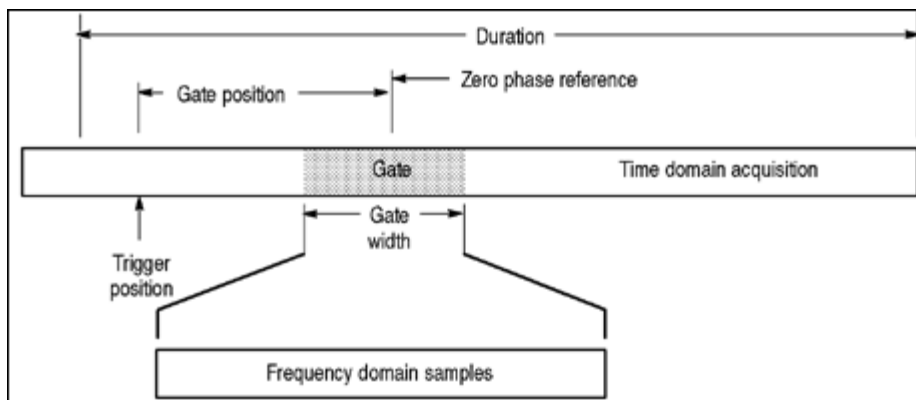 Duration
Zero phase reference
Gate position
Gate
Time domain acquisition
Gate
width
Trigger
position
Frequency domain samples